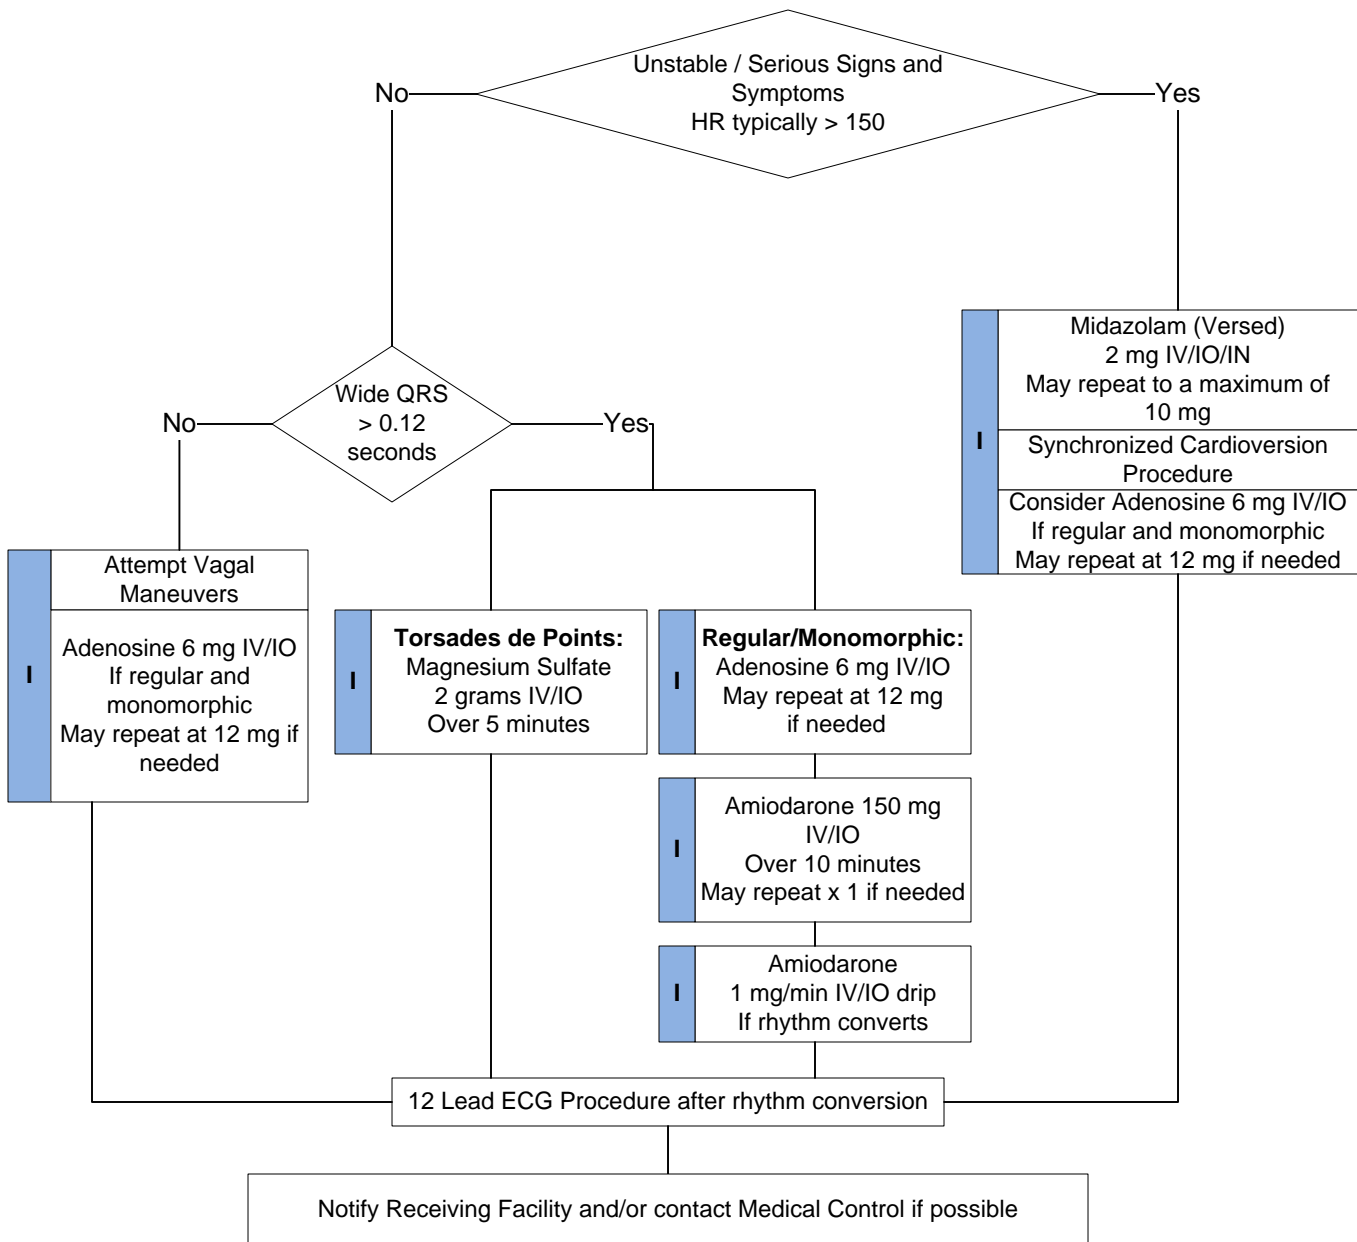 Unstable / Serious Signs and
Symptoms
HR typically > 150
No
Yes
Midazolam (Versed)
2 mg IV/IO/IN
May repeat to a maximum of
10 mg
I
Synchronized Cardioversion
Procedure
Consider Adenosine 6 mg IV/IO
If regular and monomorphic
May repeat at 12 mg if needed
Wide QRS
> 0.12
seconds
No
Yes
Attempt Vagal
Maneuvers
I
Adenosine 6 mg IV/IO
If regular and
monomorphic
May repeat at 12 mg if
needed
I
Torsades de Points:
Magnesium Sulfate
2 grams IV/IO
Over 5 minutes
I
Regular/Monomorphic:
Adenosine 6 mg IV/IO
May repeat at 12 mg
if needed
I
Amiodarone 150 mg
IV/IO
Over 10 minutes
May repeat x 1 if needed
I
Amiodarone
1 mg/min IV/IO drip
If rhythm converts
12 Lead ECG Procedure after rhythm conversion
Notify Receiving Facility and/or contact Medical Control if possible